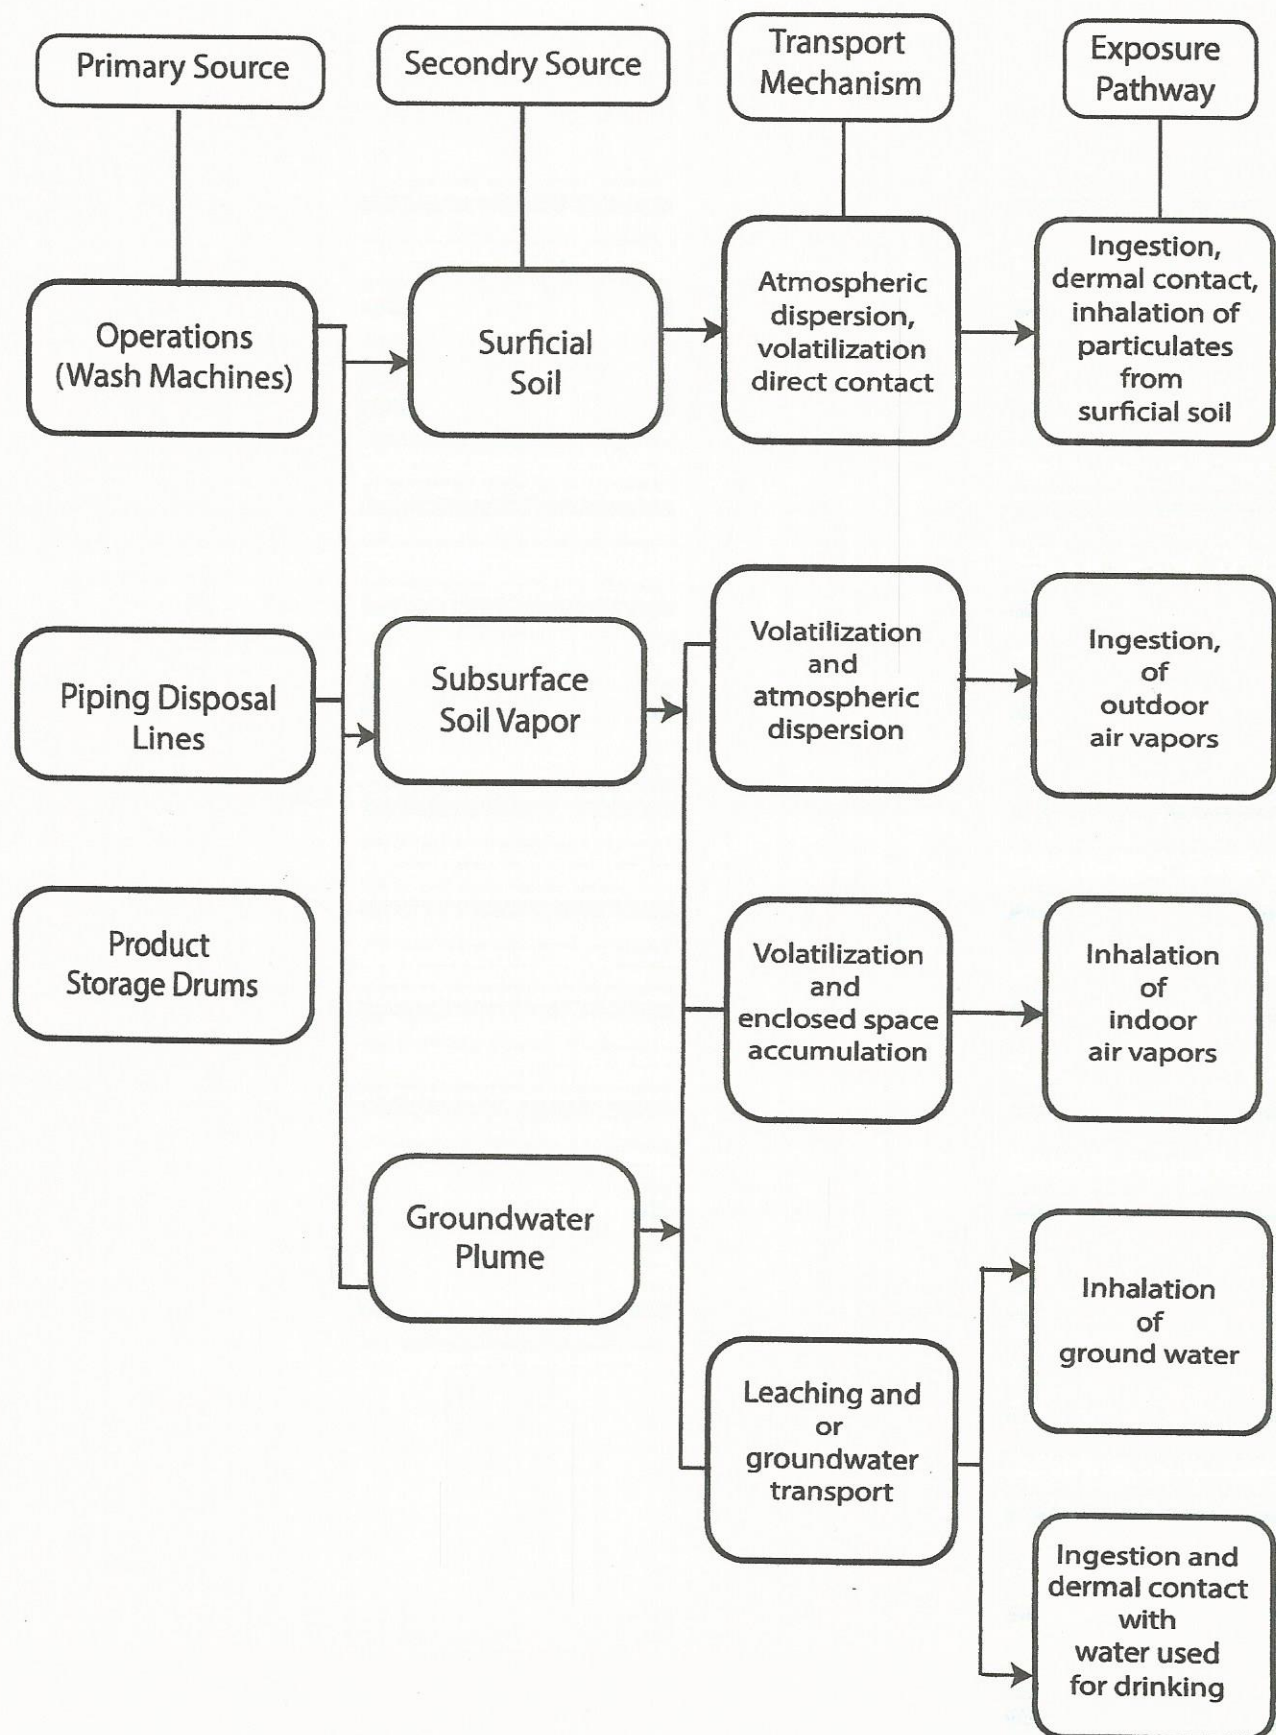 Primary Source
Secondry Source
Transport
Mechanism
Exposure
Pathway
Operations
(Wash Machines)
Surficial
Soil
Atmospheric
dispersion,
volatilization
direct contact
Ingestion,
dermal contact,
inhalation of
particulates
from
surficial soil
Piping Disposal
Lines
Subsurface
Soil Vapor
Volatilization
and
atmospheric
dispersion
Ingestion,
of
outdoor
air vapors
Product
Storage Drums
Volatilization
and
enclosed space
accumulation
Inhalation
of
indoor
air vapors
Groundwater
Plume
Inhalation
of
ground water
Leaching and
or
groundwater
transport
Ingestion and
dermal contact
with
water used
for drinking